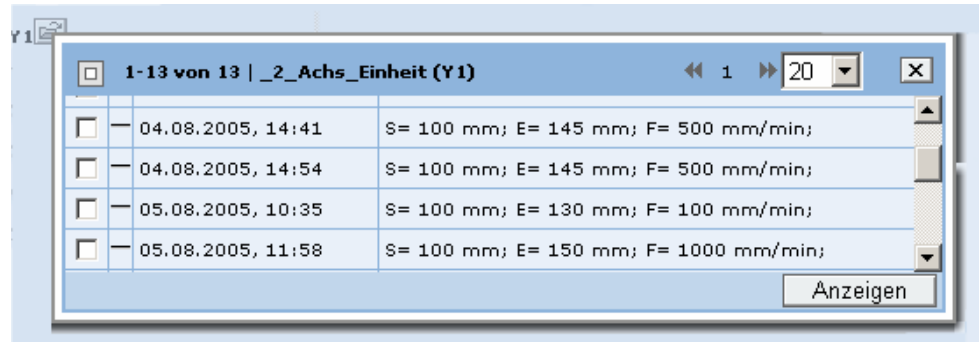 Y 1
1-13 von 13 | _2_Achs_Einheit (Y1) 1 20
04.08.2005, 14:41 S= 100 mm; E= 145 mm; F= 500 mm/min;
04.08.2005, 14:54 S= 100 mm; E= 145 mm; F= 500 mm/min;
05.08.2005, 10:35 S= 100 mm; E= 130 mm; F= 100 mm/min;
05.08.2005, 11:58 S= 100 mm; E= 150 mm; F= 1000 mm/min;
Anzeigen